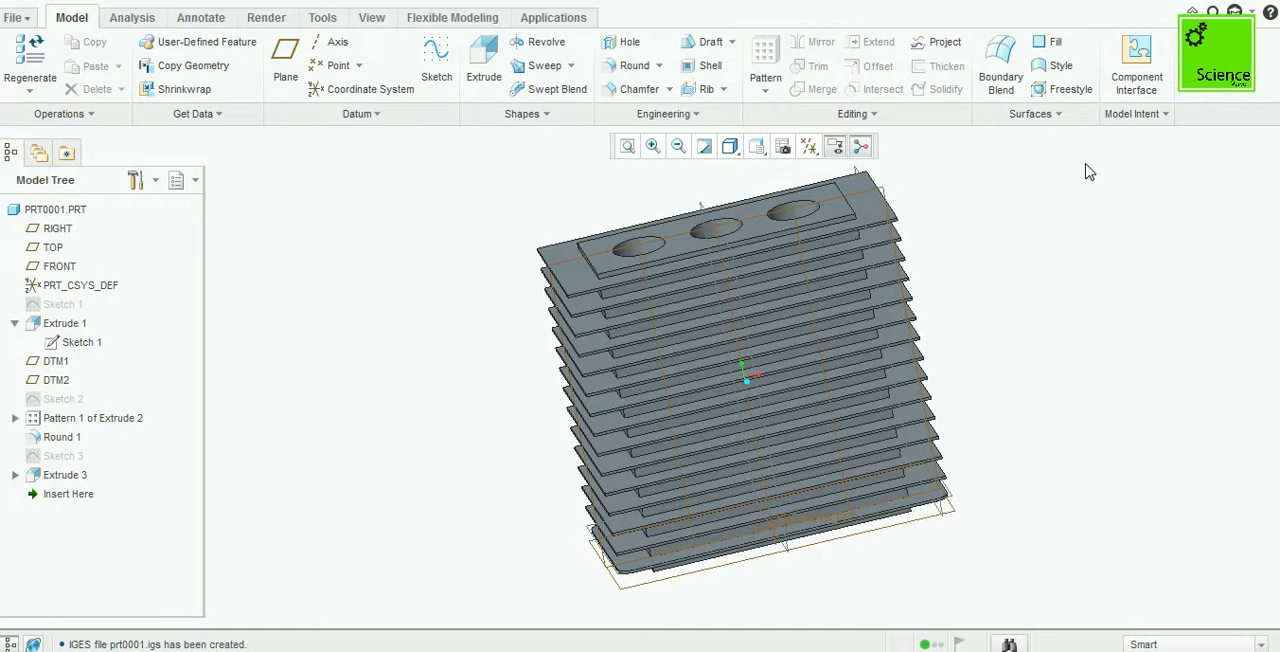 File
Model
Analysis
Annotate
Render
Tools
View
Flexible Modeling
Applications
Regenerate
Copy
Paste
Delete
User-Defined Feature
Copy Geometry
Shrinkwrap
Plane
Axis
Point
Coordinate System
Sketch
Extrude
Revolve
Sweep
Swept Blend
Hole
Round
Chamfer
Draft
Shell
Rib
Pattern
Mirror
Trim
Merge
Extend
Offset
Intersect
Project
Thicken
Solidify
Boundary
Blend
Fill
Style
Freestyle
Component
Interface
Science
Operations
Get Data
Datum
Shapes
Engineering
Editing
Surfaces
Model Intent
Model Tree
PRT0001.PRT
RIGHT
TOP
FRONT
PRT_CSYS_DEF
Sketch 1
Extrude 1
Sketch 1
DTM1
DTM2
Sketch 2
Pattern 1 of Extrude 2
Round 1
Sketch 3
Extrude 3
Insert Here
• IGES file prt0001.igs has been created.
Smart